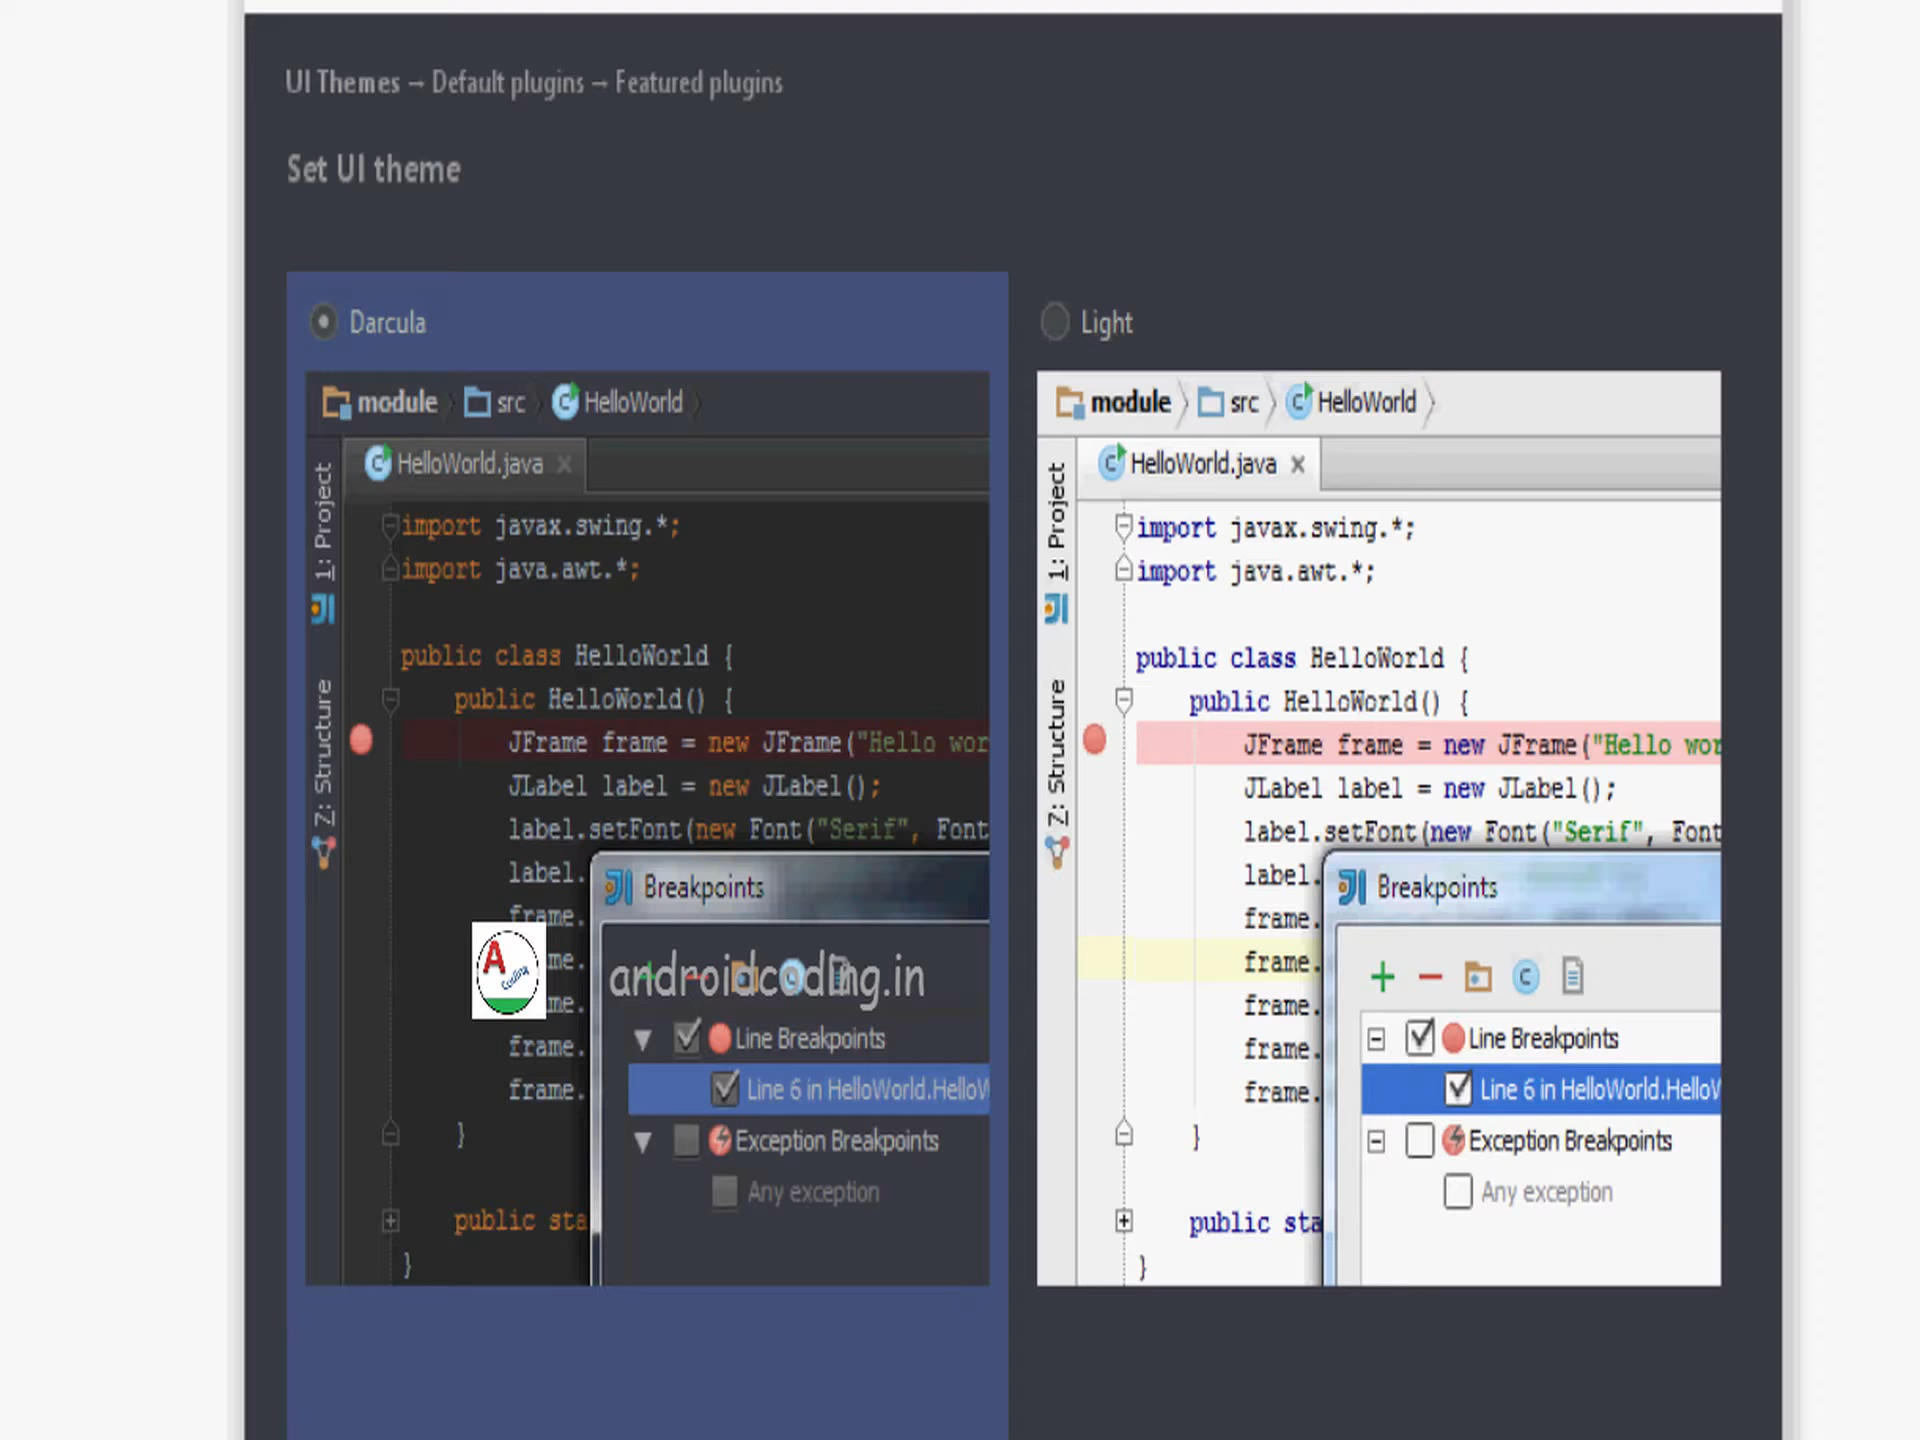 UI Themes → Default plugins → Featured plugins
Set UI theme
Darcula
module src HelloWorld
HelloWorld.java
1: Project
7: Structure
import javax.swing.*;
import java.awt.*;
public class HelloWorld {
public HelloWorld() {
JFrame frame = new JFrame("Hello wor
JLabel label = new JLabel();
label.setFont(new Font("Serif", Font
label.
frame.
me.
me.
frame.
frame.
}
public sta
}
Breakpoints
A Coding
androidcoding.in
Line Breakpoints
Line 6 in HelloWorld.HelloW
Exception Breakpoints
Any exception
Light
module src HelloWorld
HelloWorld.java
1: Project
7: Structure
import javax.swing.*;
import java.awt.*;
public class HelloWorld {
public HelloWorld() {
JFrame frame = new JFrame("Hello wor
JLabel label = new JLabel();
label.setFont(new Font("Serif", Font
label.
frame.
frame.
frame.
frame.
frame.
}
public sta
}
Breakpoints
Line Breakpoints
Line 6 in HelloWorld.HelloW
Exception Breakpoints
Any exception